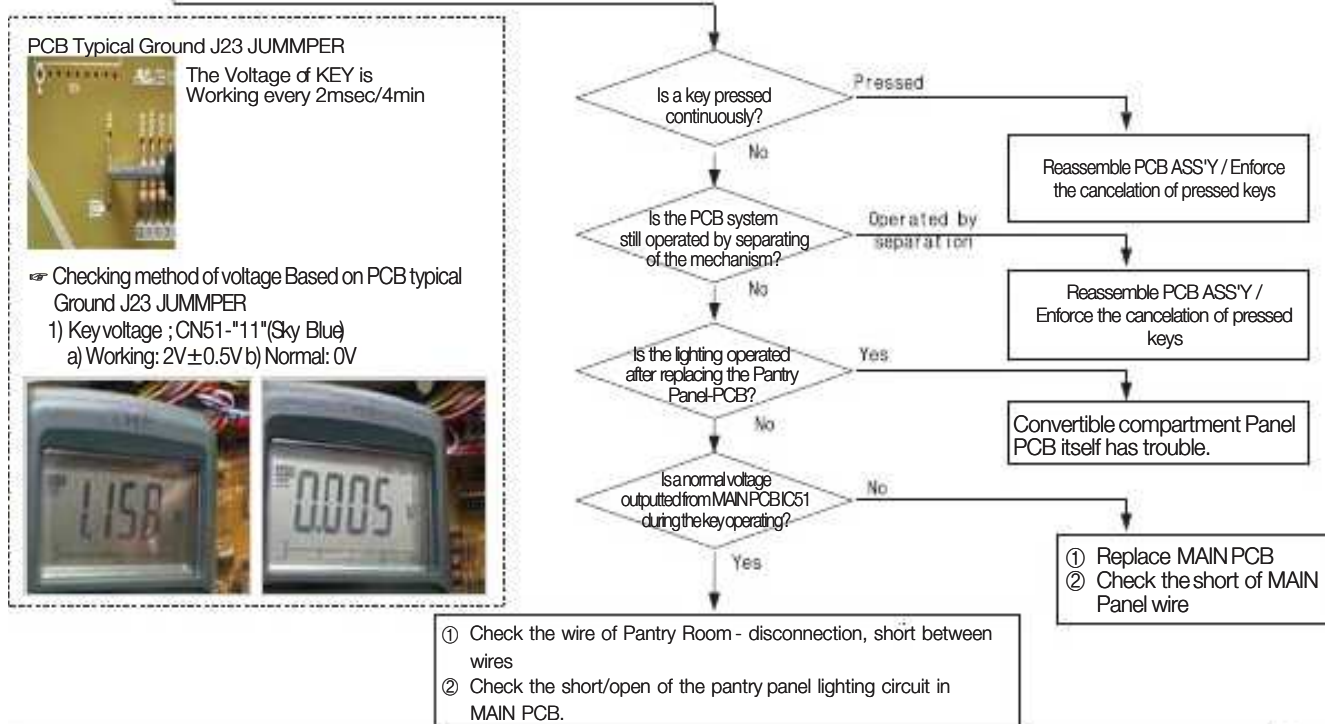 PCB Typical Ground J23 JUMMPER
The Voltage of KEY is
Working every 2msec/4min
☞ Checking method of voltage Based on PCB typical
Ground J23 JUMMPER
1) Key voltage ; CN51-"11"(Sky Blue)
a) Working: 2V±0.5V b) Normal: 0V
1.158
0.005
Is a key pressed
continuously?
Pressed
No
Reassemble PCB ASS'Y / Enforce
the cancelation of pressed keys
Is the PCB system
still operated by separating
of the mechanism?
Operated by
separation
No
Reassemble PCB ASS'Y /
Enforce the cancelation of pressed
keys
Is the lighting operated
after replacing the Pantry
Panel-PCB?
Yes
No
Convertible compartment Panel
PCB itself has trouble.
Is a normal voltage
outputted from MAIN PCB IC51
during the key operating?
No
Yes
① Replace MAIN PCB
② Check the short of MAIN
Panel wire
① Check the wire of Pantry Room - disconnection, short between
wires
② Check the short/open of the pantry panel lighting circuit in
MAIN PCB.